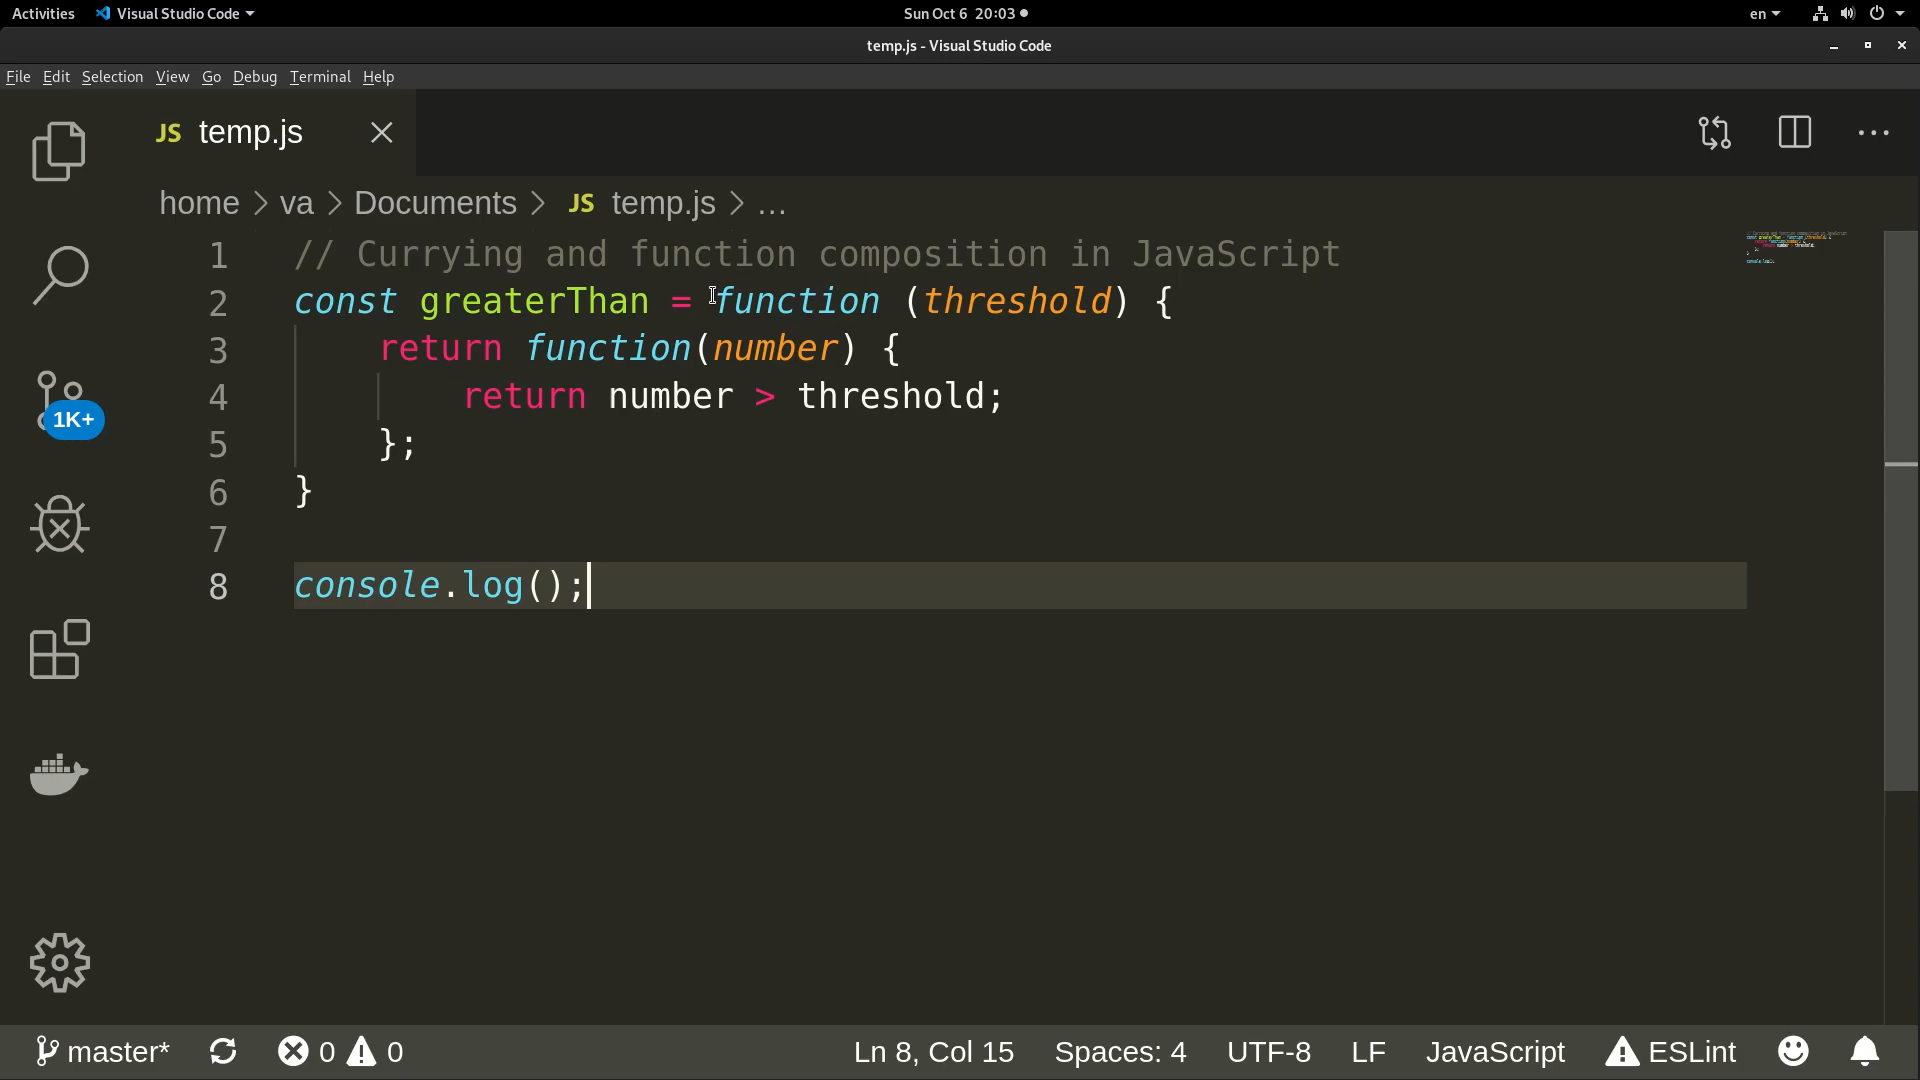 Activities Visual Studio Code Sun Oct 6 20:03 en
temp.js - Visual Studio Code
File Edit Selection View Go Debug Terminal Help
JS temp.js
home va Documents JS temp.js ...
1 // Currying and function composition in JavaScript
2 const greaterThan = function (threshold) {
3 return function(number) {
4 return number > threshold;
5 };
6 }
7
8 console.log();
1K+
master* 0 0 Ln 8, Col 15 Spaces: 4 UTF-8 LF JavaScript ESLint